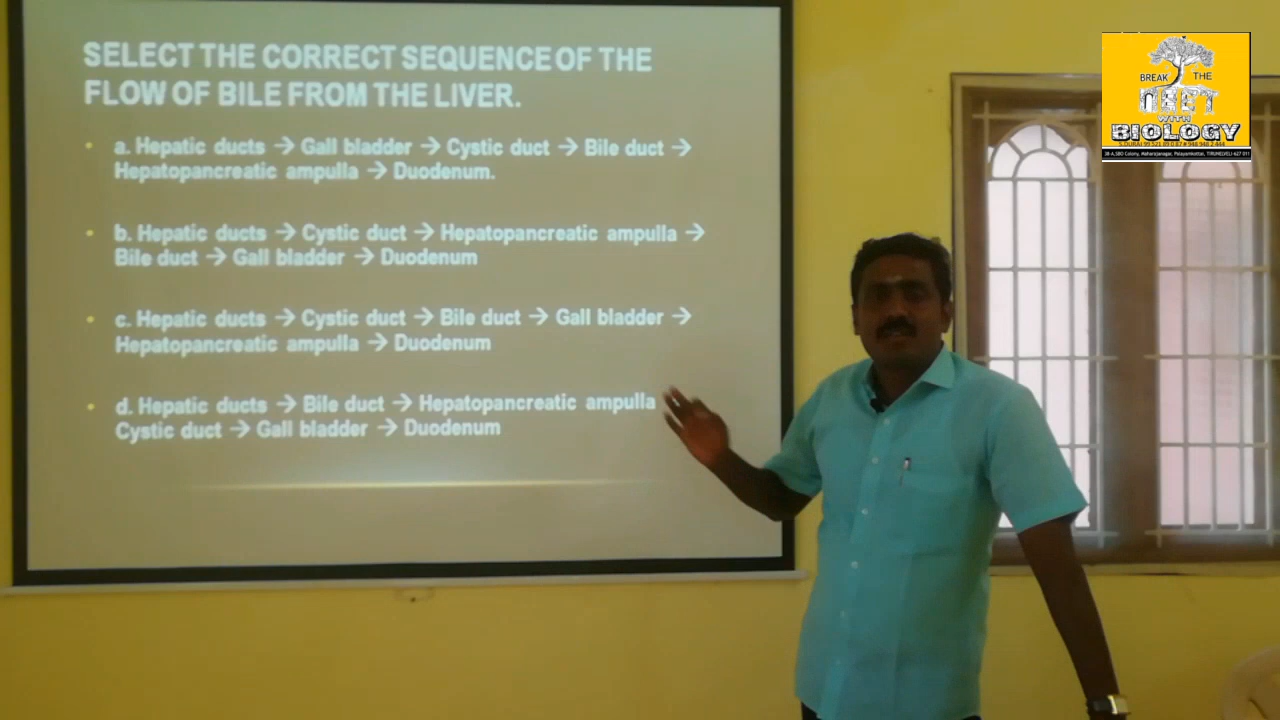 SELECT THE CORRECT SEQUENCE OF THE
FLOW OF BILE FROM THE LIVER.
• a. Hepatic ducts → Gall bladder → Cystic duct → Bile duct →
Hepatopancreatic ampulla → Duodenum.
• b. Hepatic ducts → Cystic duct → Hepatopancreatic ampulla →
Bile duct → Gall bladder → Duodenum
• c. Hepatic ducts → Cystic duct → Bile duct → Gall bladder →
Hepatopancreatic ampulla → Duodenum
• d. Hepatic ducts → Bile duct → Hepatopancreatic ampulla
Cystic duct → Gall bladder → Duodenum
BREAK THE
NEET
WITH
BIOLOGY